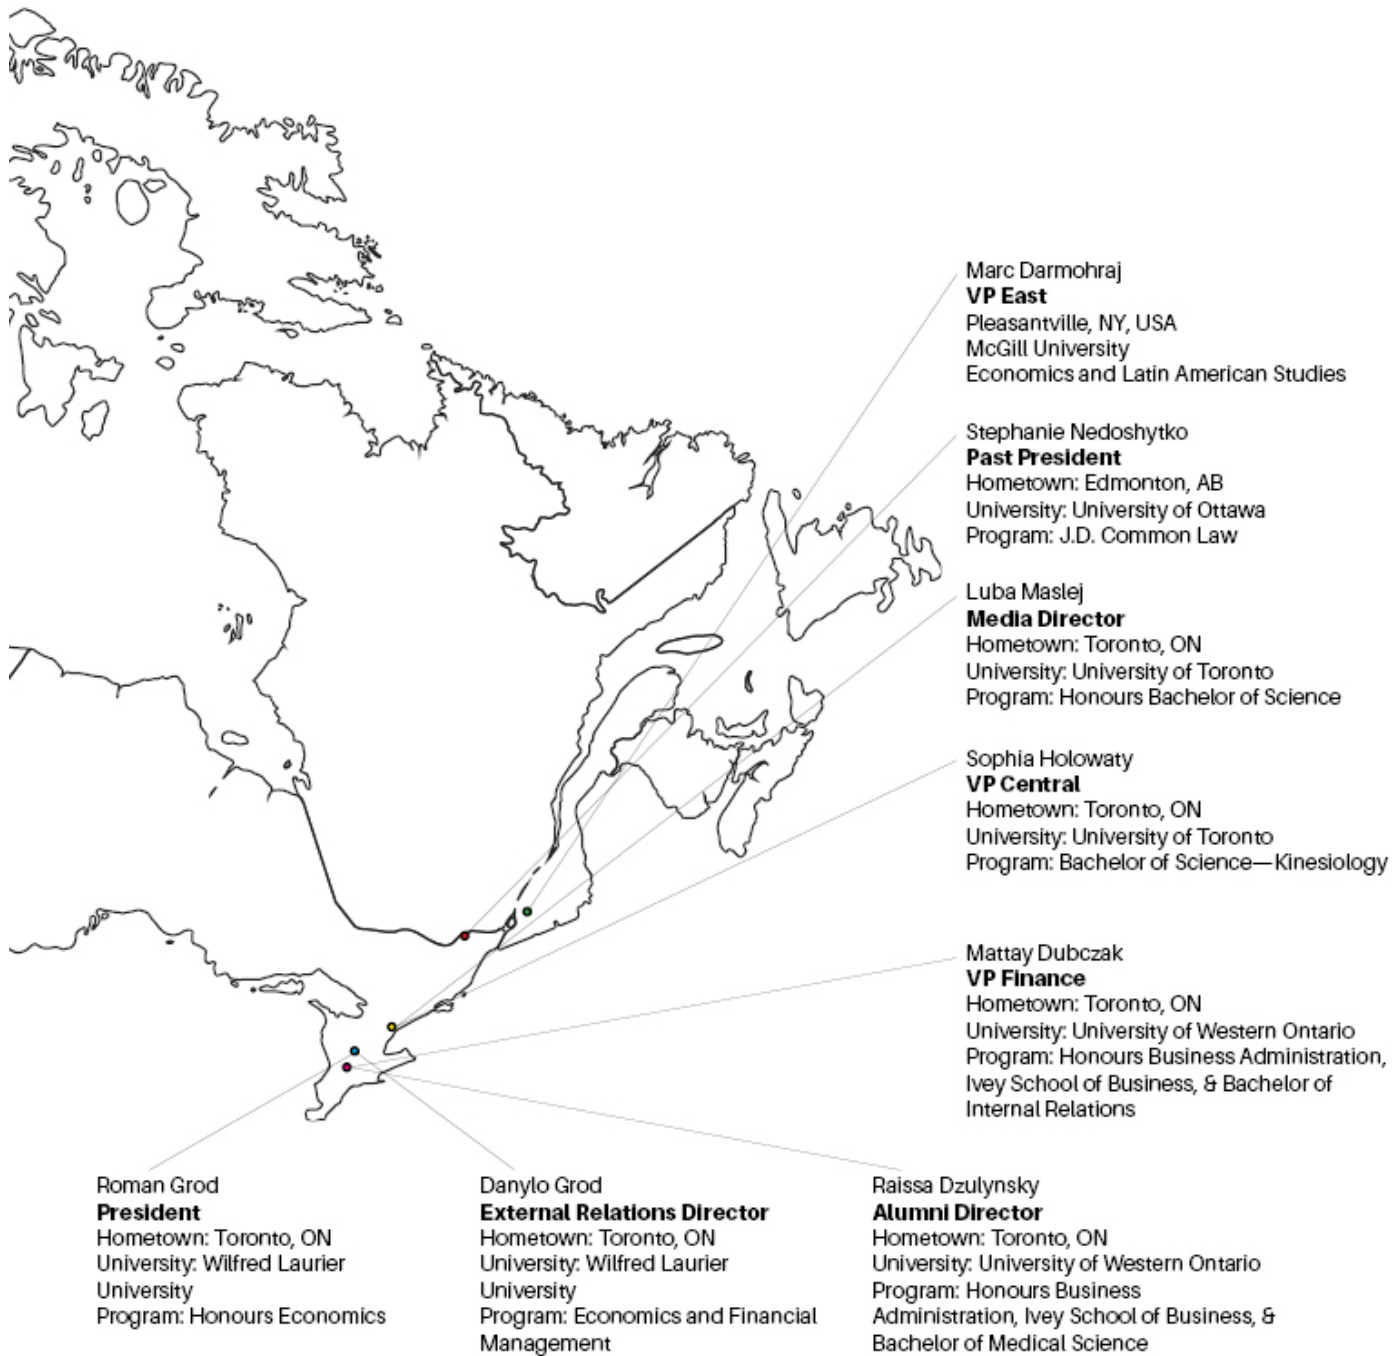 Marc Darmohraj
VP East
Pleasantville, NY, USA
McGill University
Economics and Latin American Studies
Stephanie Nedoshytko
Past President
Hometown: Edmonton, AB
University: University of Ottawa
Program: J.D. Common Law
Luba Maslej
Media Director
Hometown: Toronto, ON
University: University of Toronto
Program: Honours Bachelor of Science
Sophia Holowaty
VP Central
Hometown: Toronto, ON
University: University of Toronto
Program: Bachelor of Science—Kinesiology
Mattay Dubczak
VP Finance
Hometown: Toronto, ON
University: University of Western Ontario
Program: Honours Business Administration,
Ivey School of Business, & Bachelor of
Internal Relations
Roman Grod
President
Hometown: Toronto, ON
University: Wilfred Laurier
University
Program: Honours Economics
Danylo Grod
External Relations Director
Hometown: Toronto, ON
University: Wilfred Laurier
University
Program: Economics and Financial
Management
Raissa Dzulynsky
Alumni Director
Hometown: Toronto, ON
University: University of Western Ontario
Program: Honours Business
Administration, Ivey School of Business, &
Bachelor of Medical Science